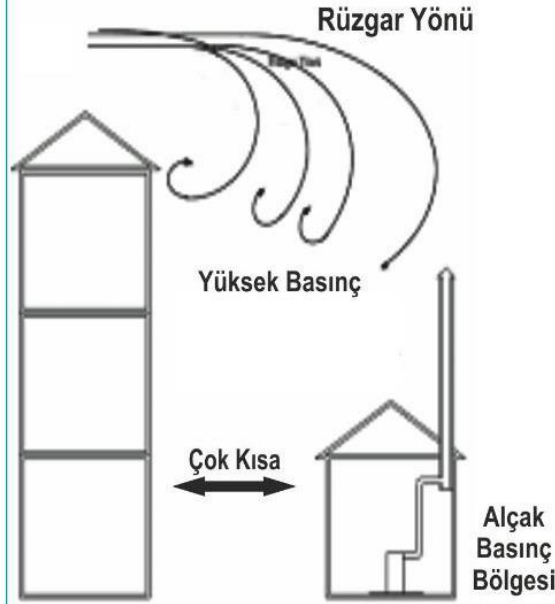 Rüzgar Yönü
Yüksek Basınç
Çok Kısa
Alçak
Basınç
Bölgesi